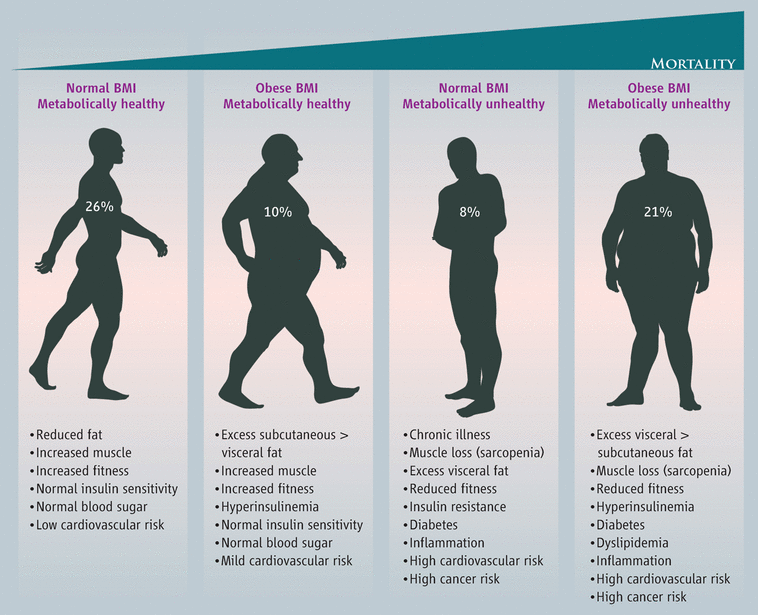 MORTALITY
Normal BMI
Metabolically healthy
26%
•Reduced fat
•Increased muscle
•Increased fitness
•Normal insulin sensitivity
•Normal blood sugar
•Low cardiovascular risk
Obese BMI
Metabolically healthy
10%
•Excess subcutaneous >
visceral fat
•Increased muscle
•Increased fitness
•Hyperinsulinemia
•Normal insulin sensitivity
•Normal blood sugar
•Mild cardiovascular risk
Normal BMI
Metabolically unhealthy
8%
•Chronic illness
•Muscle loss (sarcopenia)
•Excess visceral fat
•Reduced fitness
•Insulin resistance
•Diabetes
•Inflammation
•High cardiovascular risk
•High cancer risk
Obese BMI
Metabolically unhealthy
21%
•Excess visceral >
subcutaneous fat
•Muscle loss (sarcopenia)
•Reduced fitness
•Hyperinsulinemia
•Diabetes
•Dyslipidemia
•Inflammation
•High cardiovascular risk
•High cancer risk